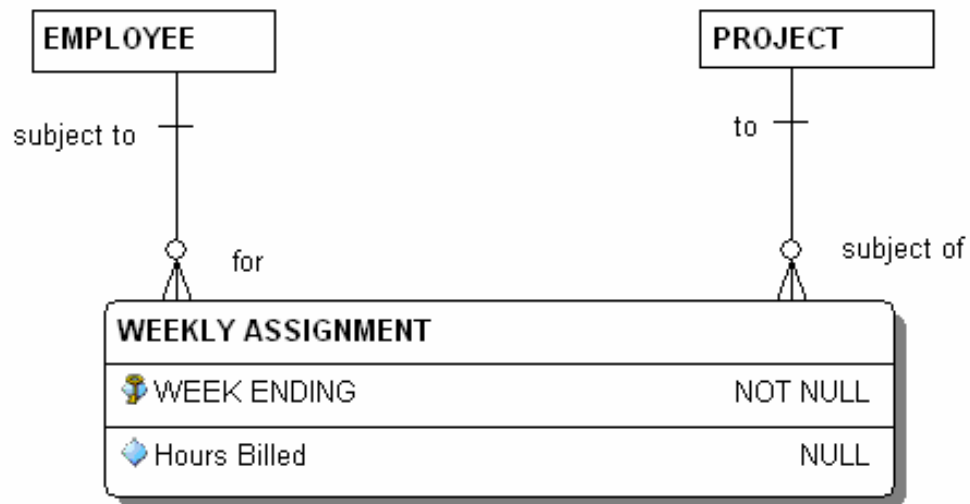 EMPLOYEE
PROJECT
subject to
to
for
subject of
WEEKLY ASSIGNMENT
WEEK ENDING NOT NULL
Hours Billed NULL